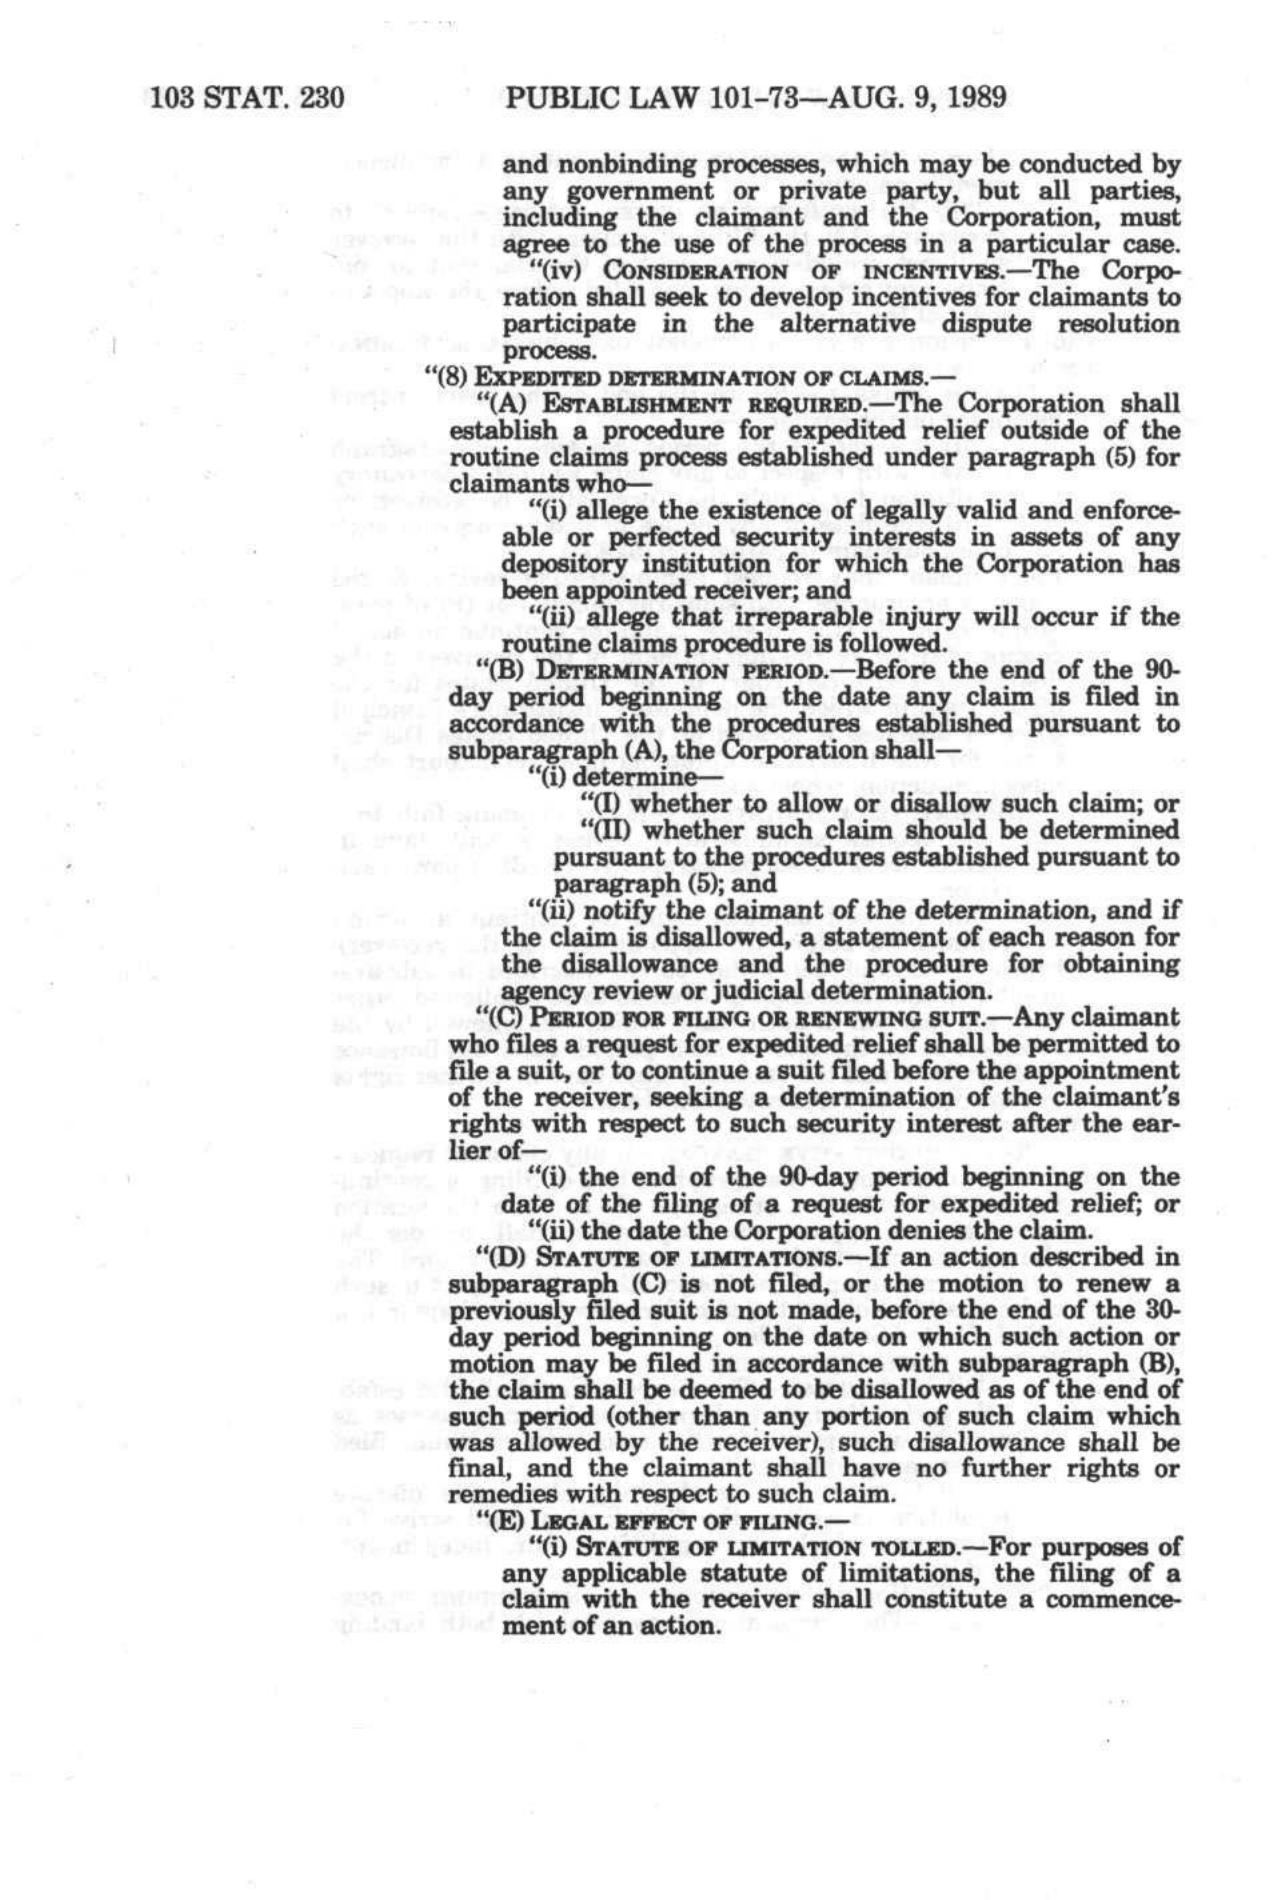 103 STAT. 230 PUBLIC LAW 101-73—AUG. 9, 1989
and nonbinding processes, which may be conducted by
any government or private party, but all parties,
including the claimant and the Corporation, must
agree to the use of the process in a particular case.
“(iv) CONSIDERATION OF INCENTIVES.—The Corpo-
ration shall seek to develop incentives for claimants to
participate in the alternative dispute resolution
process.
“(8) EXPEDITED DETERMINATION OF CLAIMS.—
“(A) ESTABLISHMENT REQUIRED.—The Corporation shall
establish a procedure for expedited relief outside of the
routine claims process established under paragraph (5) for
claimants who—
“(i) allege the existence of legally valid and enforce-
able or perfected security interests in assets of any
depository institution for which the Corporation has
been appointed receiver; and
“(ii) allege that irreparable injury will occur if the
routine claims procedure is followed.
“(B) DETERMINATION PERIOD.—Before the end of the 90-
day period beginning on the date any claim is filed in
accordance with the procedures established pursuant to
subparagraph (A), the Corporation shall—
“(i) determine—
“(I) whether to allow or disallow such claim; or
“(II) whether such claim should be determined
pursuant to the procedures established pursuant to
paragraph (5); and
“(ii) notify the claimant of the determination, and if
the claim is disallowed, a statement of each reason for
the disallowance and the procedure for obtaining
agency review or judicial determination.
“(C) PERIOD FOR FILING OR RENEWING SUIT.—Any claimant
who files a request for expedited relief shall be permitted to
file a suit, or to continue a suit filed before the appointment
of the receiver, seeking a determination of the claimant's
rights with respect to such security interest after the ear-
lier of—
“(i) the end of the 90-day period beginning on the
date of the filing of a request for expedited relief; or
“(ii) the date the Corporation denies the claim.
“(D) STATUTE OF LIMITATIONS.—If an action described in
subparagraph (C) is not filed, or the motion to renew a
previously filed suit is not made, before the end of the 30-
day period beginning on the date on which such action or
motion may be filed in accordance with subparagraph (B),
the claim shall be deemed to be disallowed as of the end of
such period (other than any portion of such claim which
was allowed by the receiver), such disallowance shall be
final, and the claimant shall have no further rights or
remedies with respect to such claim.
“(E) LEGAL EFFECT OF FILING.—
“(i) STATUTE OF LIMITATION TOLLED.—For purposes of
any applicable statute of limitations, the filing of a
claim with the receiver shall constitute a commence-
ment of an action.